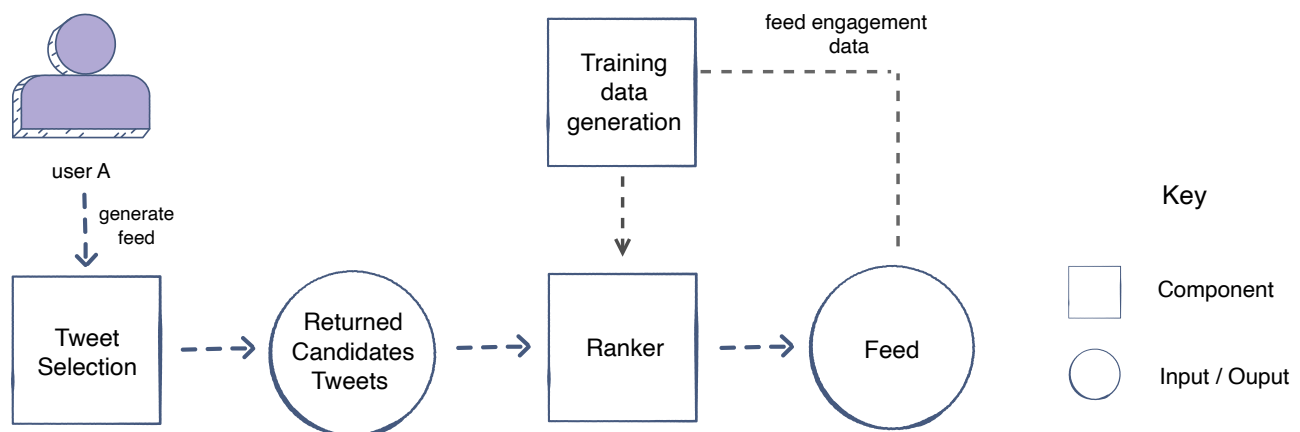 feed engagement
data
Training
data
generation
user A
generate
feed
Key
Component
Tweet
Selection
Returned
Candidates
Tweets
Ranker
Feed
Input / Ouput